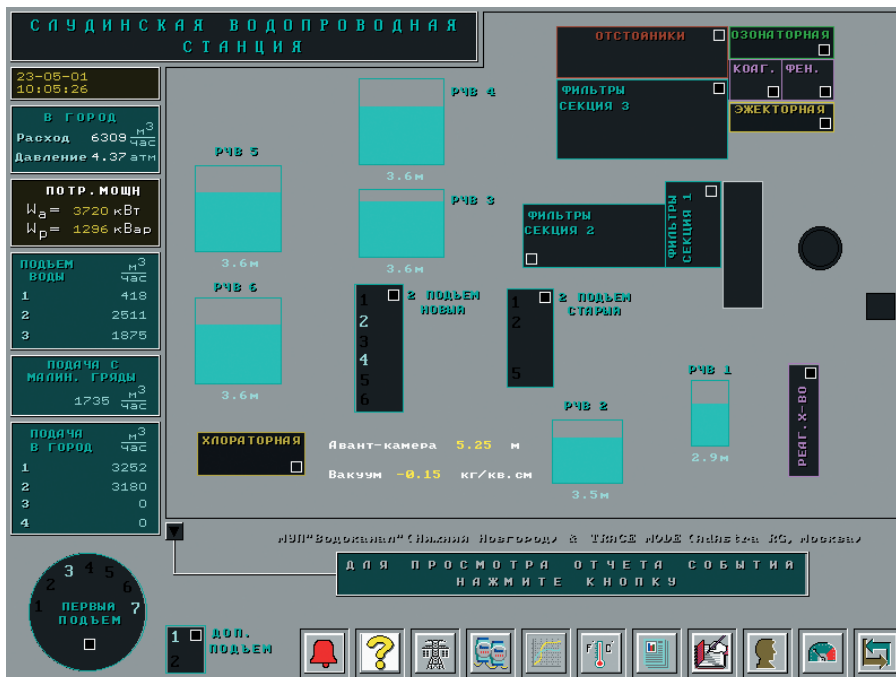 СЛУДИНСКАЯ ВОДОПРОВОДНАЯ
СТАНЦИЯ
23-05-01
10:05:26
В ГОРОД
Расход 6309 м3/час
Давление 4.37 атм
ПОТР.МОЩН
Wa= 3720 кВт
Wp= 1296 кВар
ПОДЪЕМ ВОДЫ м3/час
1 418
2 2511
3 1875
ПОДАЧА С
МАЛИН. ГРЯДЫ
1735 м3/час
ПОДАЧА В ГОРОД м3/час
1 3252
2 3180
3 0
4 0
РЧВ 4
3.6м
РЧВ 5
3.6м
РЧВ 3
3.6м
РЧВ 6
3.6м
ОТСТОЙНИКИ
ОЗОНАТОРНАЯ
КОАГ. ФЕН.
ЭЖЕКТОРНАЯ
ФИЛЬТРЫ
СЕКЦИЯ 3
ФИЛЬТРЫ
СЕКЦИЯ 2
ФИЛЬТРЫ
СЕКЦИЯ 1
2 ПОДЪЕМ
НОВЫЙ
1
2
3
4
5
6
2 ПОДЪЕМ
СТАРЫЙ
1
2
5
РЧВ 1
2.9м
РЧВ 2
3.5м
РЕАГ.Х-ВО
ХЛОРАТОРНАЯ
Авант-камера 5.25 м
Вакуум -0.15 кг/кв.см
МУП"Водоканал"(Нижний Новгород) & TRACE MODE (AdAstra RG, Москва)
ДЛЯ ПРОСМОТРА ОТЧЕТА СОБЫТИЙ
НАЖМИТЕ КНОПКУ
1 2 3 4 5 6 7
ПЕРВЫЙ
ПОДЪЕМ
1
2
ДОП.
ПОДЪЕМ
?
F C